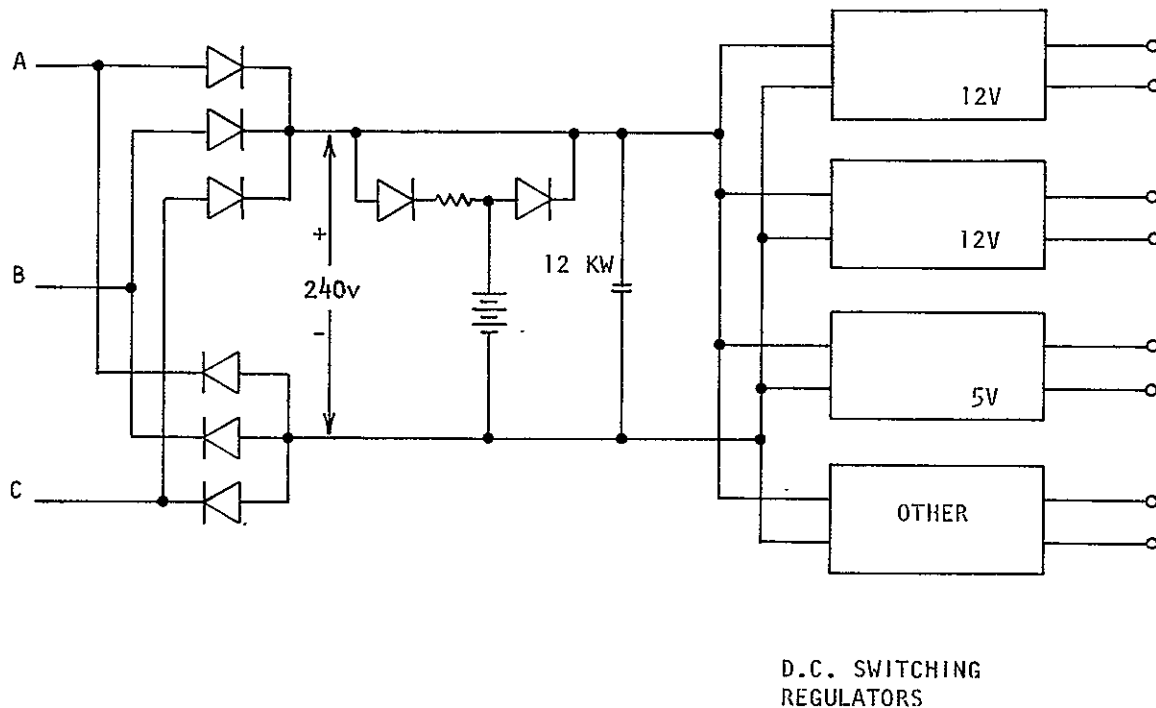 A
B
C
+
240v
-
12 KW
12V
12V
5V
OTHER
D.C. SWITCHING
REGULATORS